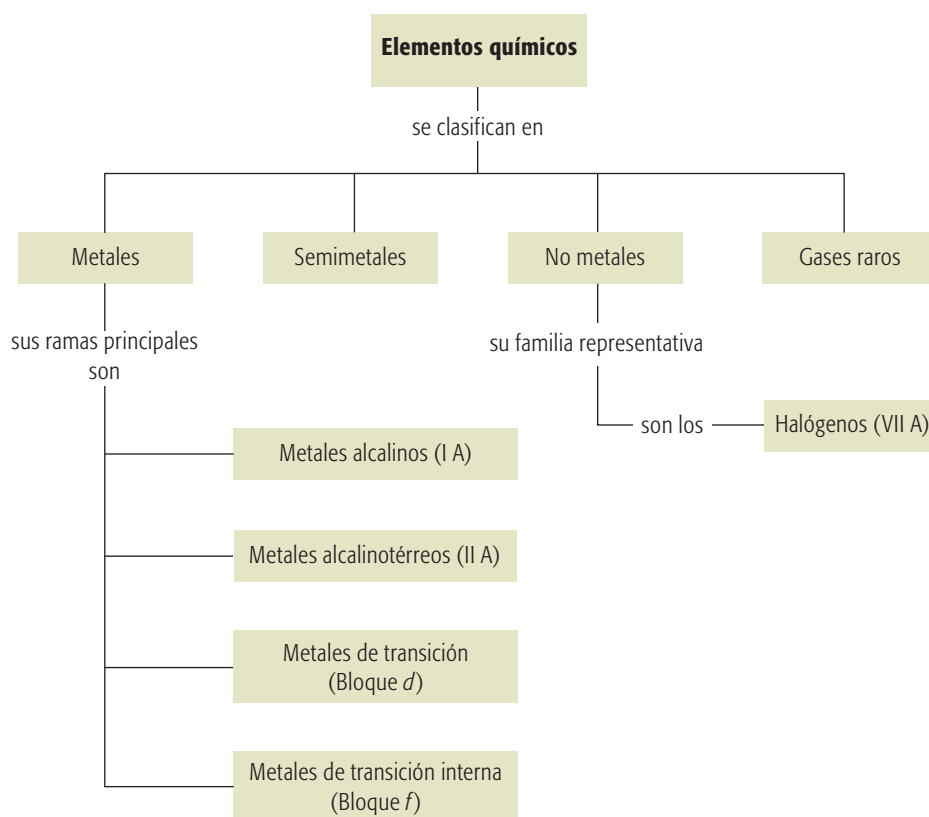 Elementos químicos
se clasifican en
Metales
Semimetales
No metales
Gases raros
sus ramas principales
son
su familia representativa
son los
Halógenos (VII A)
Metales alcalinos (I A)
Metales alcalinotérreos (II A)
Metales de transición
(Bloque d)
Metales de transición interna
(Bloque f)